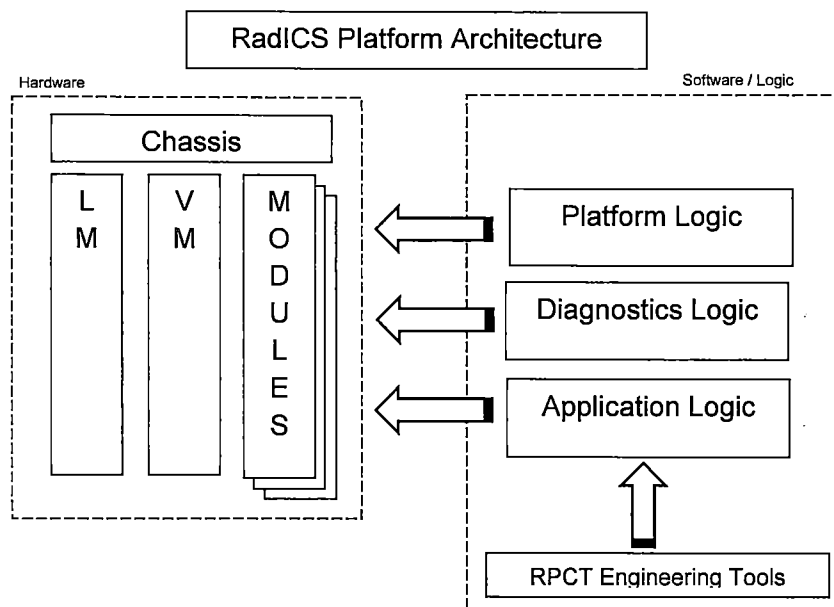 RadICS Platform Architecture
Hardware
Software / Logic
Chassis
L
M
V
M
M
O
D
U
L
E
S
Platform Logic
Diagnostics Logic
Application Logic
RPCT Engineering Tools